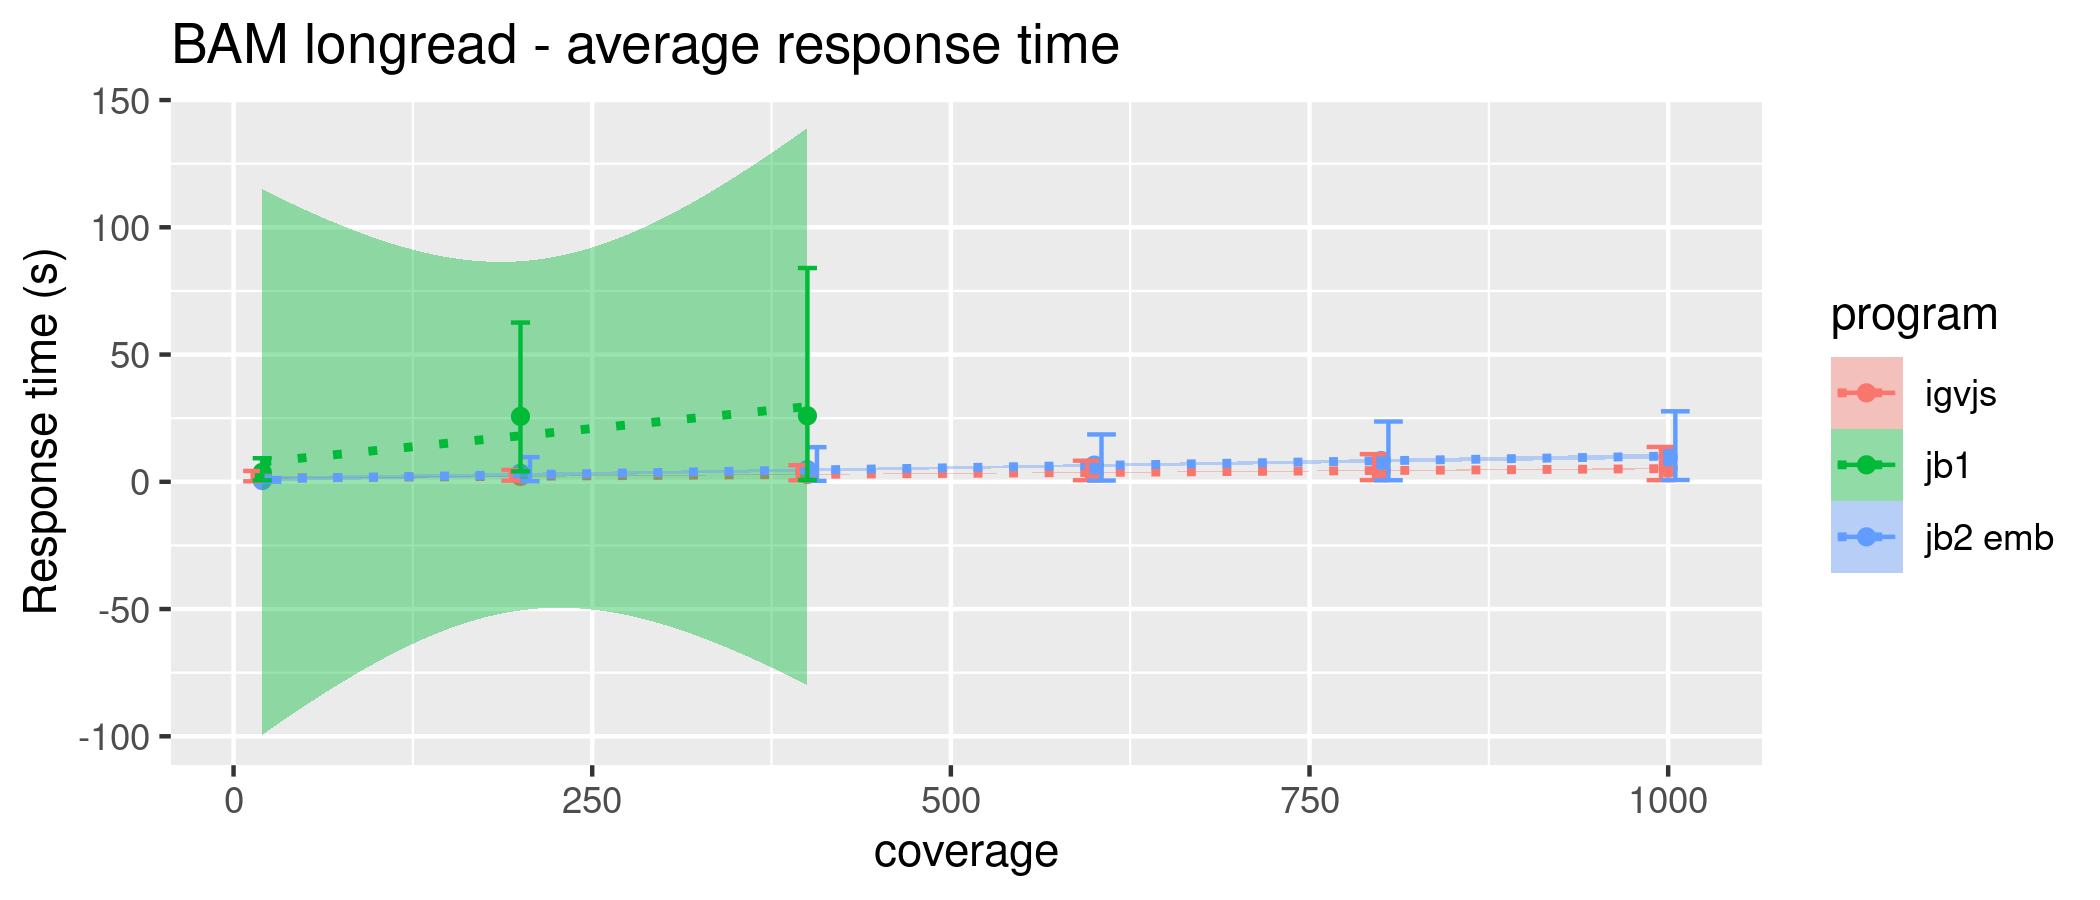 BAM longread - average response time
Response time (s)
150
100
50
0
-50
-100
0 250 500 750 1000
coverage
program
igvjs
jb1
jb2 emb